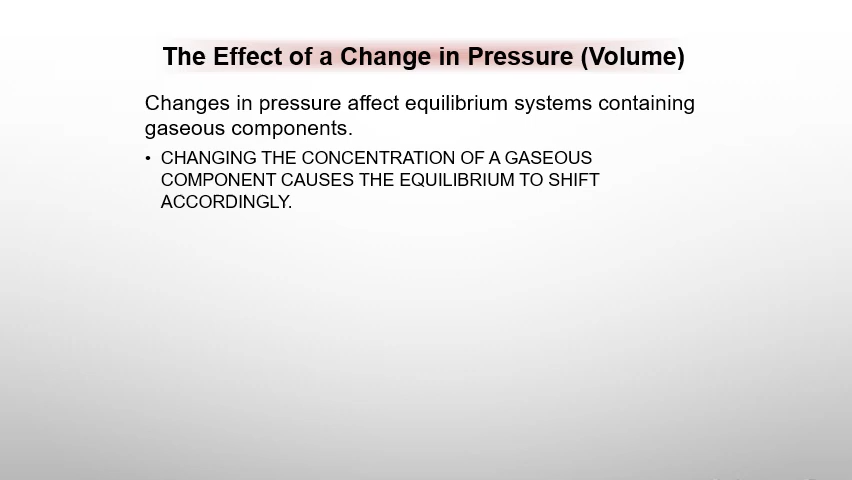 The Effect of a Change in Pressure (Volume)
Changes in pressure affect equilibrium systems containing
gaseous components.
• CHANGING THE CONCENTRATION OF A GASEOUS
COMPONENT CAUSES THE EQUILIBRIUM TO SHIFT
ACCORDINGLY.